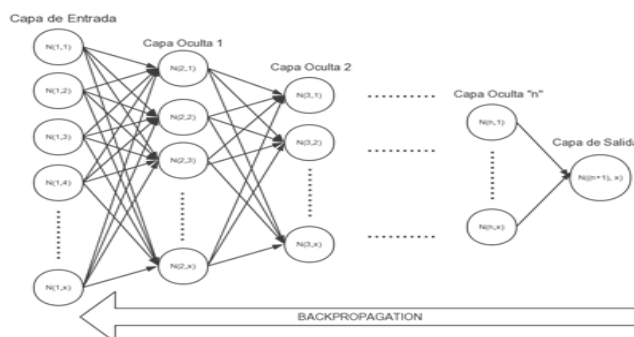 Capa de Entrada
N(1,1)
N(1,2)
N(1,3)
N(1,4)
N(1,x)
Capa Oculta 1
N(2,1)
N(2,2)
N(2,3)
N(2,x)
Capa Oculta 2
N(3,1)
N(3,2)
N(3,x)
Capa Oculta "n"
N(n,1)
N(n,x)
Capa de Salida
N((n+1), x)
BACKPROPAGATION